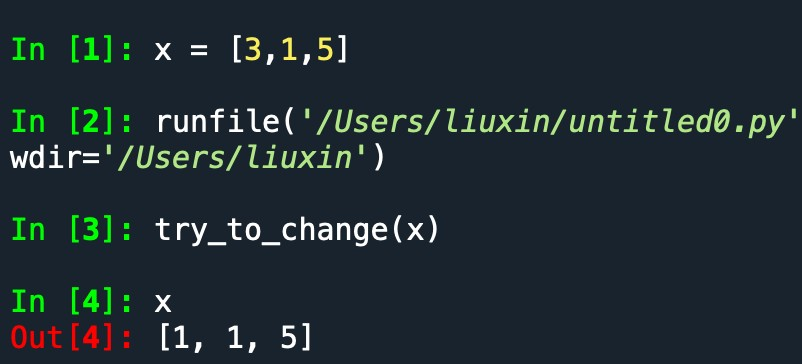 In [1]: x = [3,1,5]
In [2]: runfile('/Users/liuxin/untitled0.py'
wdir='/Users/liuxin')
In [3]: try_to_change(x)
In [4]: x
Out[4]: [1, 1, 5]